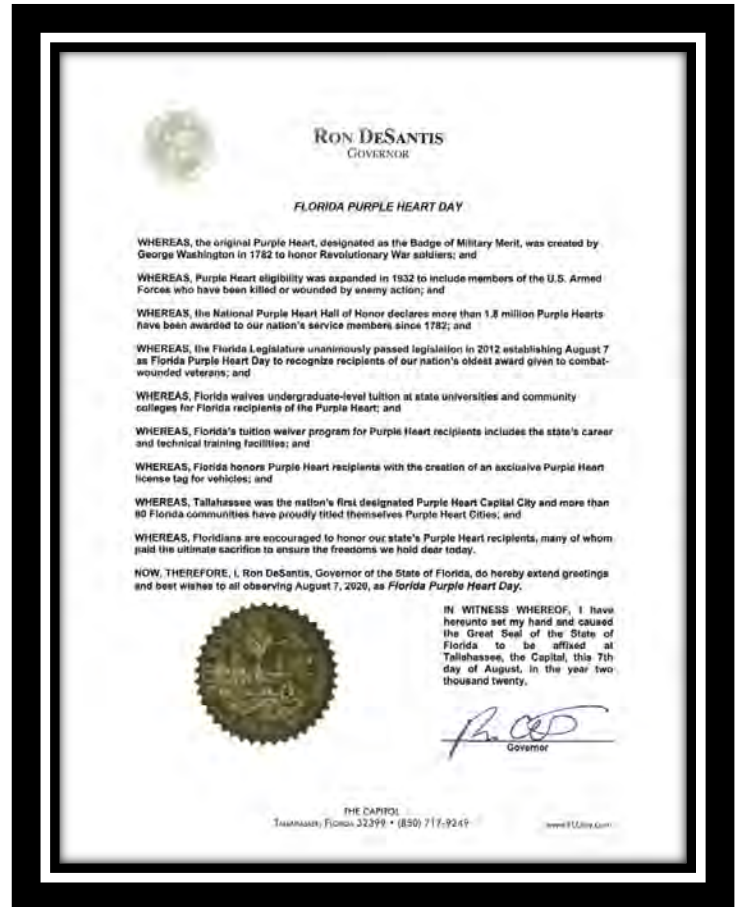 RON DESANTIS
GOVERNOR
FLORIDA PURPLE HEART DAY
WHEREAS, the original Purple Heart, designated as the Badge of Military Merit, was created by
George Washington in 1782 to honor Revolutionary War soldiers; and
WHEREAS, Purple Heart eligibility was expanded in 1932 to include members of the U.S. Armed
Forces who have been killed or wounded by enemy action; and
WHEREAS, the National Purple Heart Hall of Honor declares more than 1.8 million Purple Hearts
have been awarded to our nation's service members since 1782; and
WHEREAS, the Florida Legislature unanimously passed legislation in 2012 establishing August 7
as Florida Purple Heart Day to recognize recipients of our nation's oldest award given to combat-
wounded veterans; and
WHEREAS, Florida waives undergraduate-level tuition at state universities and community
colleges for Florida recipients of the Purple Heart; and
WHEREAS, Florida's tuition waiver program for Purple Heart recipients includes the state's career
and technical training facilities; and
WHEREAS, Florida honors Purple Heart recipients with the creation of an exclusive Purple Heart
license tag for vehicles; and
WHEREAS, Tallahassee was the nation's first designated Purple Heart Capital City and more than
80 Florida communities have proudly titled themselves Purple Heart Cities; and
WHEREAS, Floridians are encouraged to honor our state's Purple Heart recipients, many of whom
paid the ultimate sacrifice to ensure the freedoms we hold dear today.
NOW, THEREFORE, I, Ron DeSantis, Governor of the State of Florida, do hereby extend greetings
and best wishes to all observing August 7, 2020, as Florida Purple Heart Day.
IN WITNESS WHEREOF, I have
hereunto set my hand and caused
the Great Seal of the State of
Florida to be affixed at
Tallahassee, the Capital, this 7th
day of August, in the year two
thousand twenty.
Governor
THE CAPITOL
TALLAHASSEE, FLORIDA 32399 • (850) 717-9249